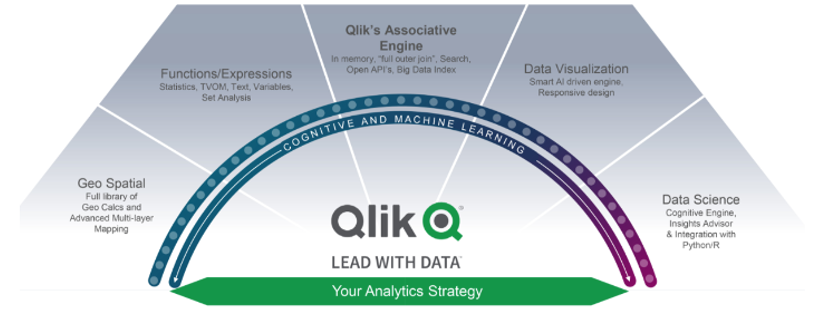 Qlik's Associative
Engine
In memory, "full outer join", Search,
Open API's, Big Data Index
Functions/Expressions
Statistics, TVOM, Text, Variables,
Set Analysis
Data Visualization
Smart AI driven engine,
Responsive design
COGNITIVE AND MACHINE LEARNING
Geo Spatial
Full library of
Geo Calcs and
Advanced Multi-layer
Mapping
Data Science
Cognitive Engine,
Insights Advisor
& Integration with
Python/R
Qlik
LEAD WITH DATA
Your Analytics Strategy